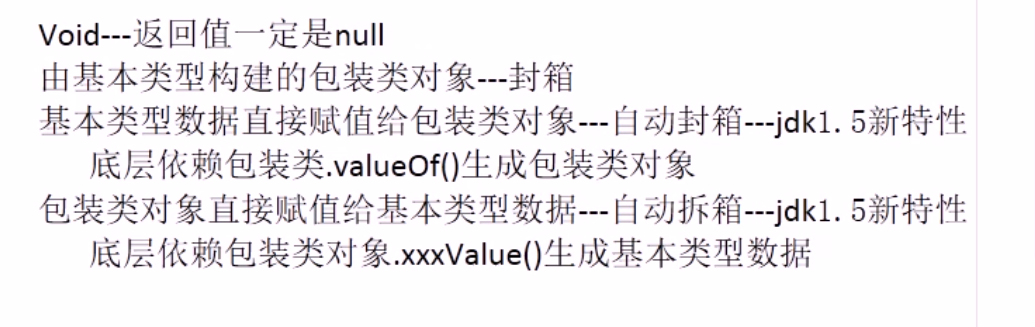 Void---返回值一定是null
由基本类型构建的包装类对象---封箱
基本类型数据直接赋值给包装类对象---自动封箱---jdk1.5新特性
底层依赖包装类.valueOf()生成包装类对象
包装类对象直接赋值给基本类型数据---自动拆箱---jdk1.5新特性
底层依赖包装类对象.xxxValue()生成基本类型数据